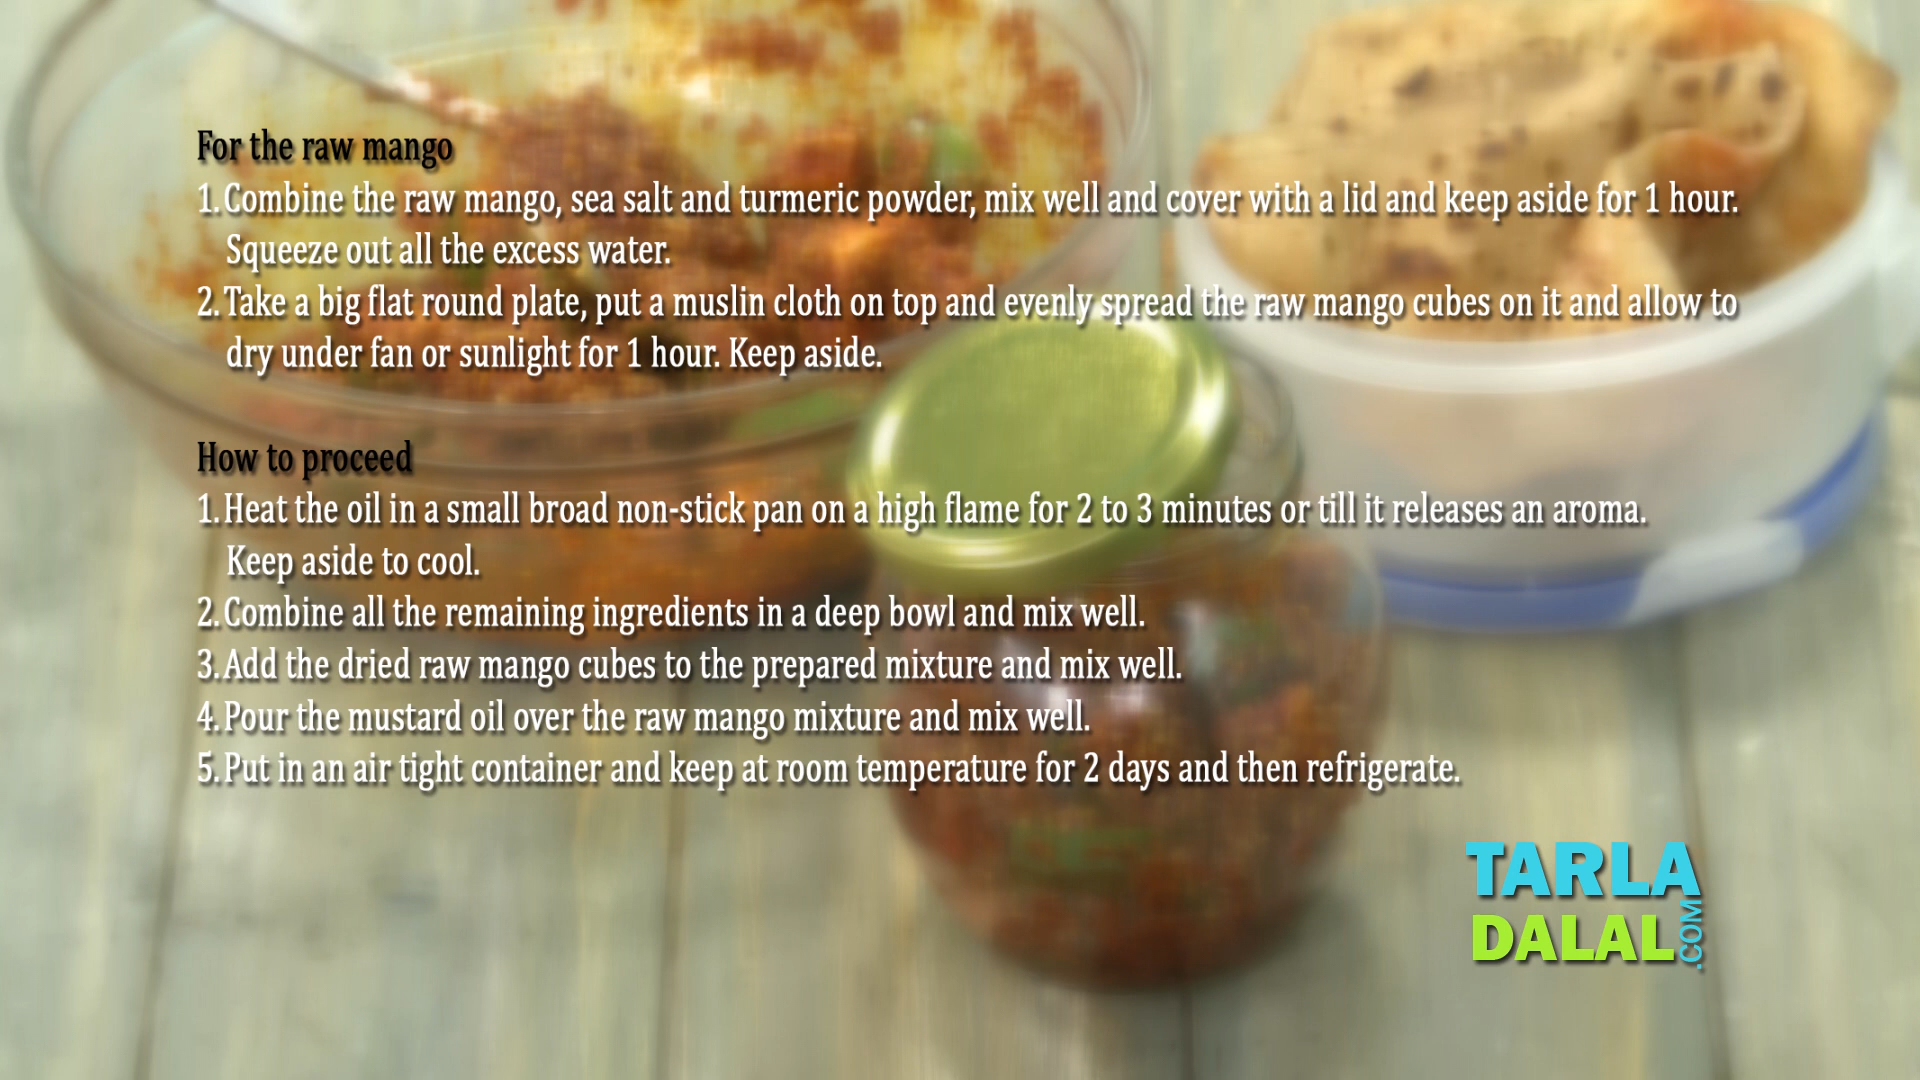 For the raw mango
1. Combine the raw mango, sea salt and turmeric powder, mix well and cover with a lid and keep aside for 1 hour.
Squeeze out all the excess water.
2. Take a big flat round plate, put a muslin cloth on top and evenly spread the raw mango cubes on it and allow to
dry under fan or sunlight for 1 hour. Keep aside.
How to proceed
1. Heat the oil in a small broad non-stick pan on a high flame for 2 to 3 minutes or till it releases an aroma.
Keep aside to cool.
2. Combine all the remaining ingredients in a deep bowl and mix well.
3. Add the dried raw mango cubes to the prepared mixture and mix well.
4. Pour the mustard oil over the raw mango mixture and mix well.
5. Put in an air tight container and keep at room temperature for 2 days and then refrigerate.
TARLA
DALAL.COM